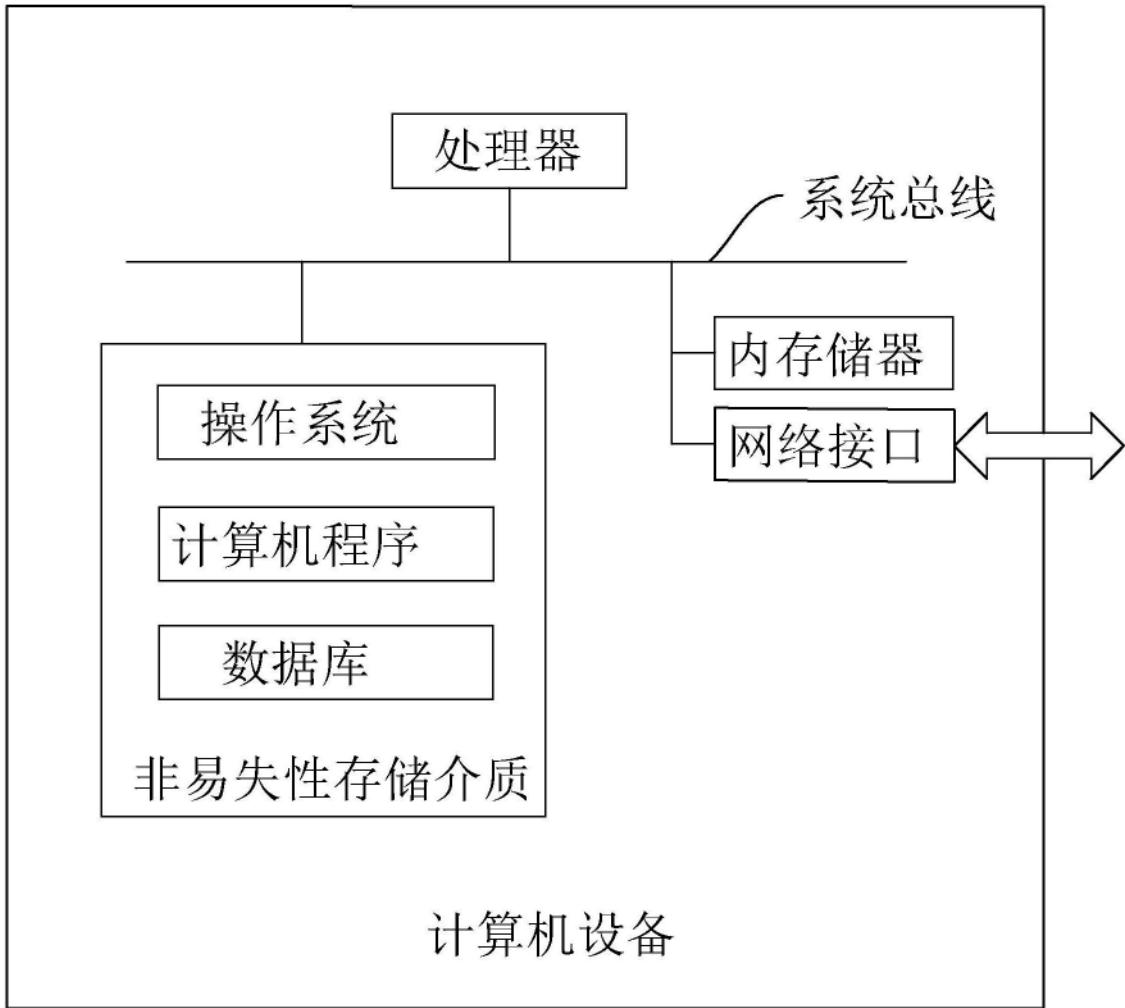 处理器
系统总线
内存储器
网络接口
操作系统
计算机程序
数据库
非易失性存储介质
计算机设备